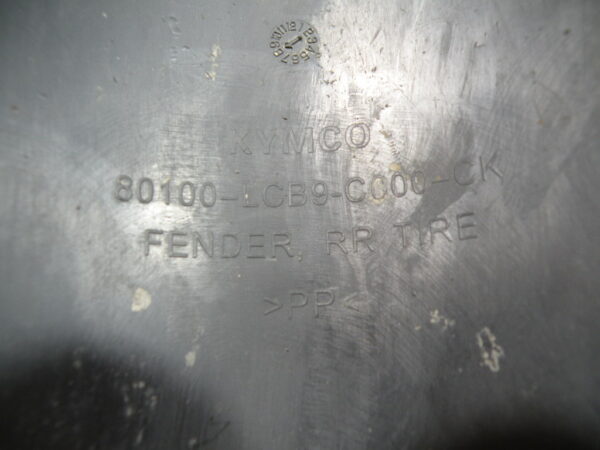 KYMCO
80100-LCB9-C000-CK
FENDER, RR TIRE
>PP<